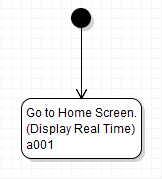 Go to Home Screen.
(Display Real Time)
a001